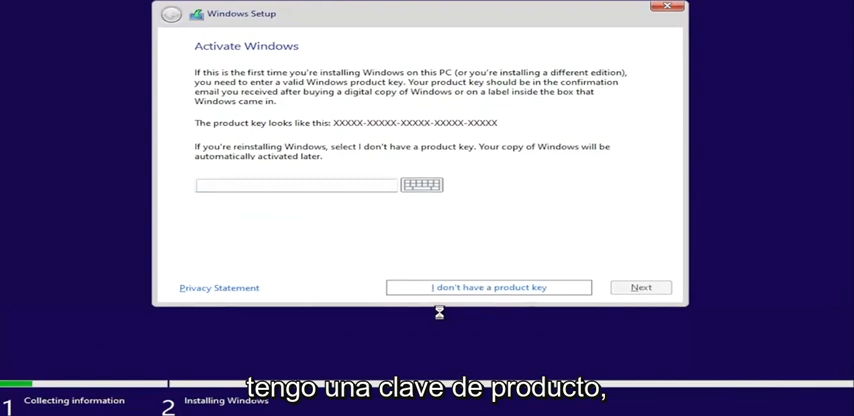 Windows Setup
Activate Windows
If this is the first time you're installing Windows on this PC (or you're installing a different edition),
you need to enter a valid Windows product key. Your product key should be in the confirmation
email you received after buying a digital copy of Windows or on a label inside the box that
Windows came in.
The product key looks like this: XXXXX-XXXXX-XXXXX-XXXXX-XXXXX
If you're reinstalling Windows, select I don't have a product key. Your copy of Windows will be
automatically activated later.
Privacy Statement
I don't have a product key
Next
tengo una clave de producto,
1 Collecting information
2 Installing Windows